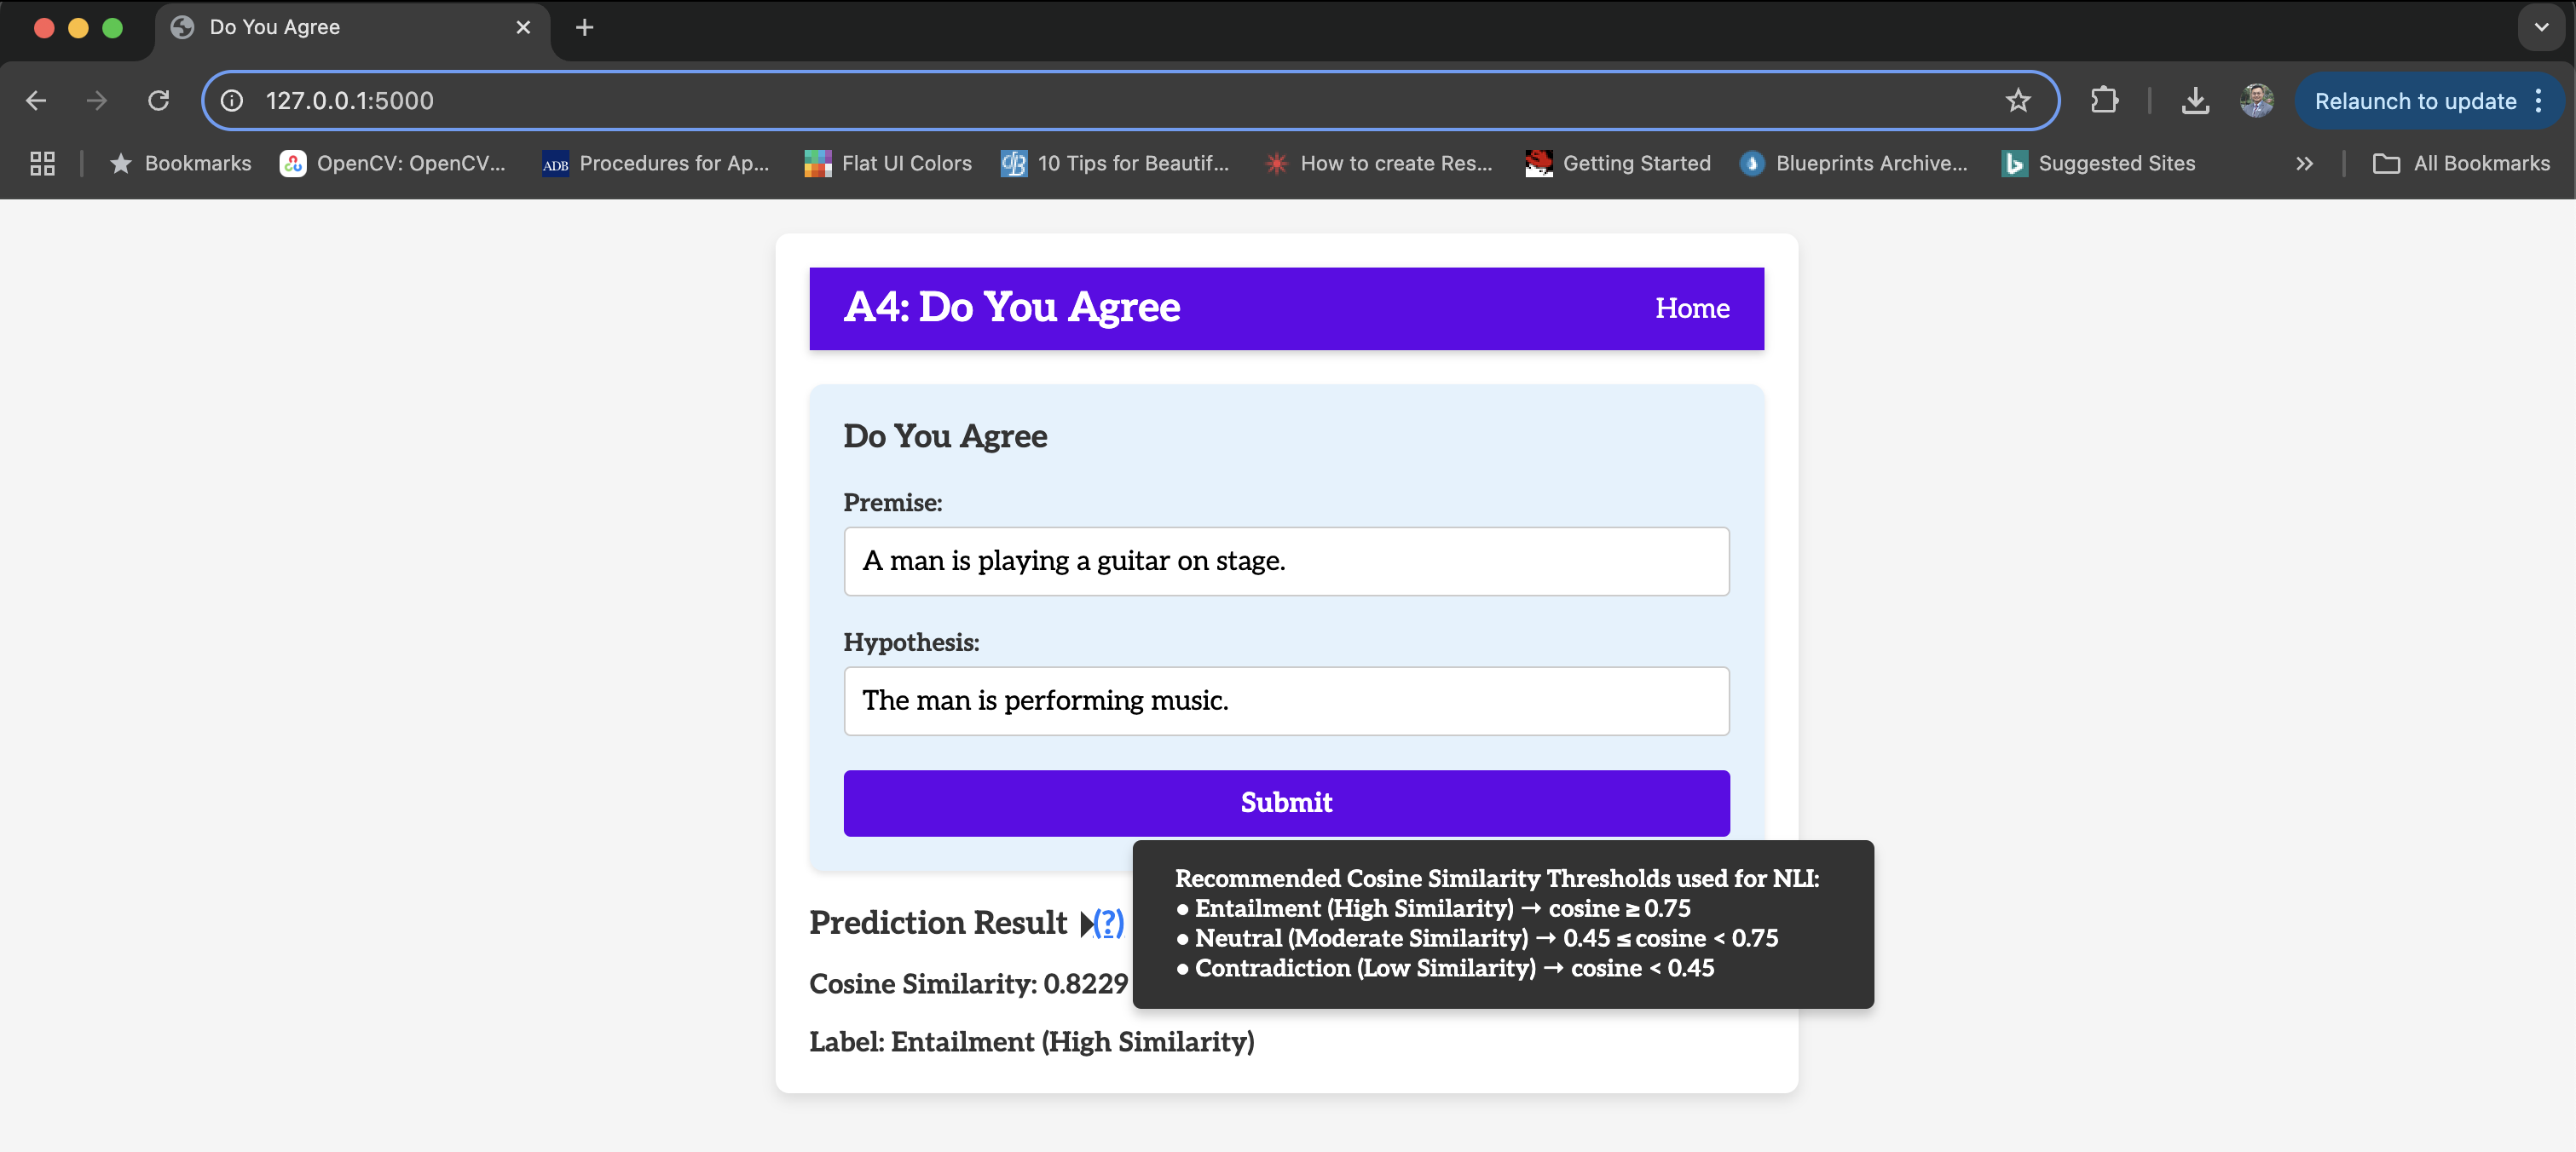 Do You Agree
127.0.0.1:5000
Relaunch to update
Bookmarks
OpenCV: OpenCV...
ADB
Procedures for Ap...
Flat UI Colors
10 Tips for Beautif...
How to create Res...
Getting Started
Blueprints Archive...
Suggested Sites
All Bookmarks
A4: Do You Agree
Home
Do You Agree
Premise:
A man is playing a guitar on stage.
Hypothesis:
The man is performing music.
Submit
Prediction Result (?)
Recommended Cosine Similarity Thresholds used for NLI:
● Entailment (High Similarity) → cosine ≥ 0.75
● Neutral (Moderate Similarity) → 0.45 ≤ cosine < 0.75
● Contradiction (Low Similarity) → cosine < 0.45
Cosine Similarity: 0.8229
Label: Entailment (High Similarity)